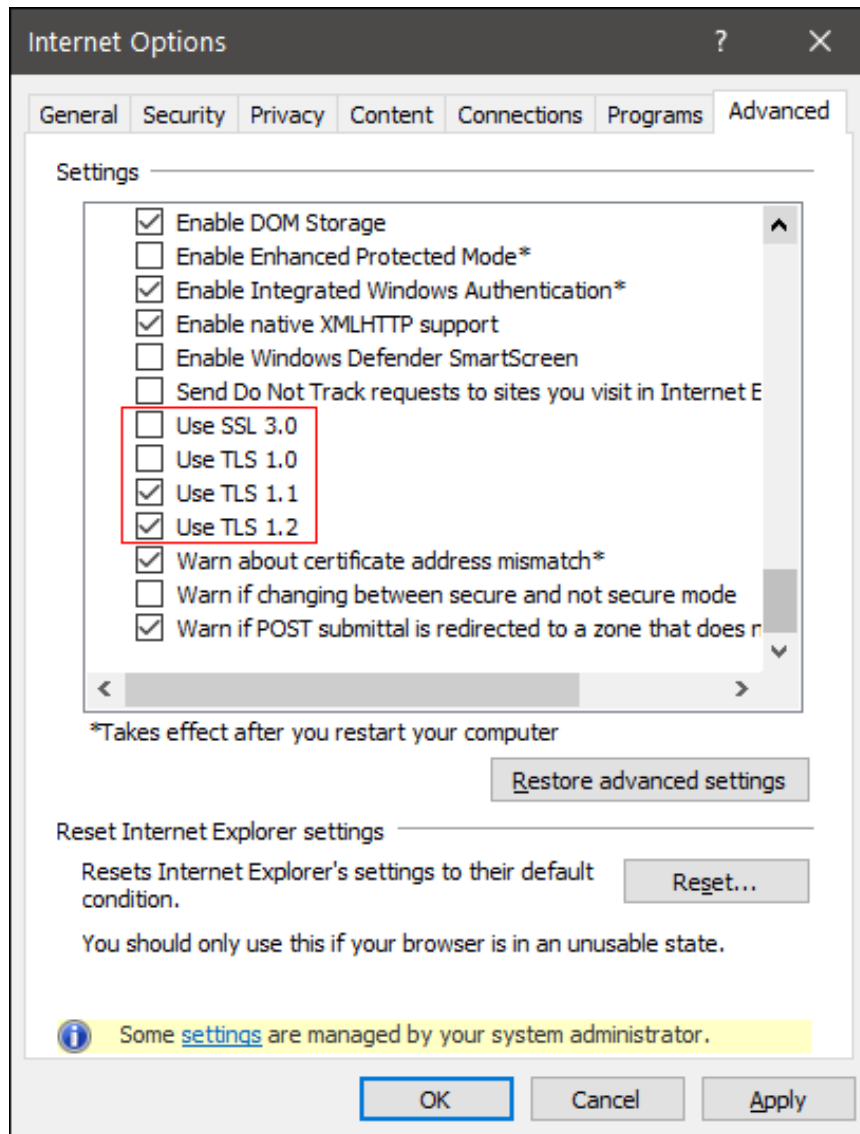 Internet Options
General Security Privacy Content Connections Programs Advanced
Settings
Enable DOM Storage
Enable Enhanced Protected Mode*
Enable Integrated Windows Authentication*
Enable native XMLHTTP support
Enable Windows Defender SmartScreen
Send Do Not Track requests to sites you visit in Internet E
Use SSL 3.0
Use TLS 1.0
Use TLS 1.1
Use TLS 1.2
Warn about certificate address mismatch*
Warn if changing between secure and not secure mode
Warn if POST submittal is redirected to a zone that does n
*Takes effect after you restart your computer
Restore advanced settings
Reset Internet Explorer settings
Resets Internet Explorer's settings to their default
condition.
Reset...
You should only use this if your browser is in an unusable state.
Some settings are managed by your system administrator.
OK Cancel Apply